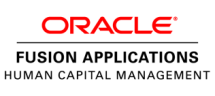 ORACLE®
FUSION APPLICATIONS
HUMAN CAPITAL MANAGEMENT